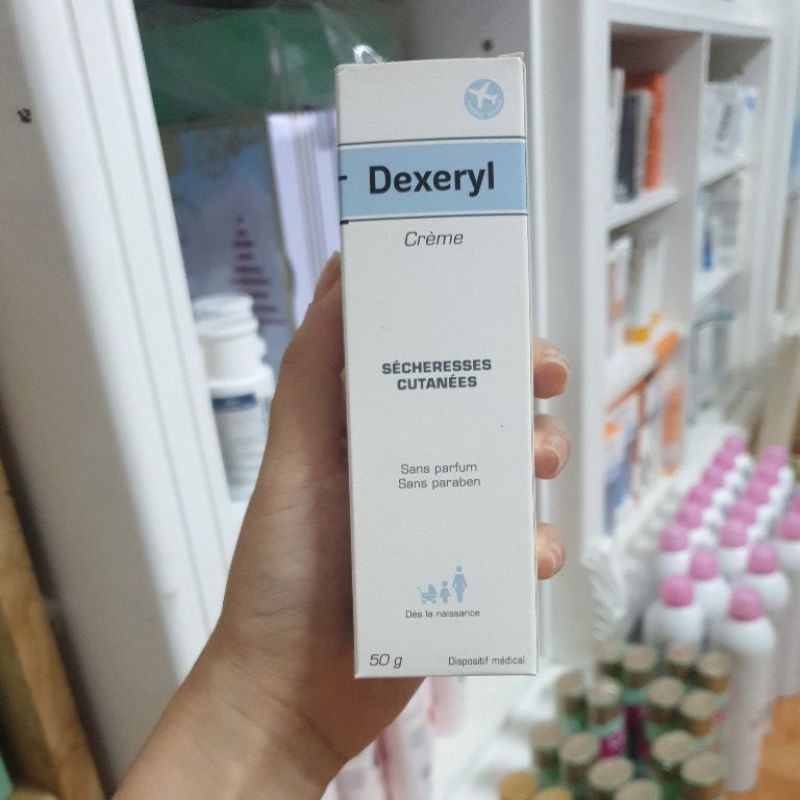 Dexeryl
Crème
SÉCHERESSES
CUTANÉES
Sans parfum
Sans paraben
Dès la naissance
50 g
Dispositif médical